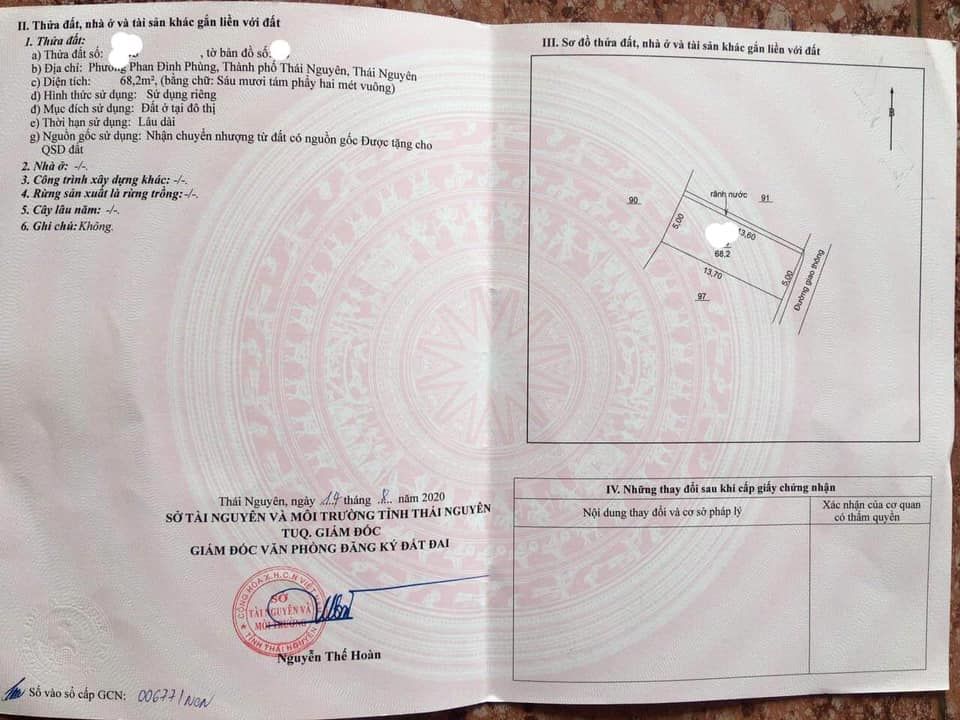 II. Thửa đất, nhà ở và tài sản khác gắn liền với đất
1. Thửa đất:
a) Thửa đất số: , tờ bản đồ số:
b) Địa chỉ: Phường Phan Đình Phùng, Thành phố Thái Nguyên, Thái Nguyên
c) Diện tích: 68,2m², (bằng chữ: Sáu mươi tám phẩy hai mét vuông)
d) Hình thức sử dụng: Sử dụng riêng
đ) Mục đích sử dụng: Đất ở tại đô thị
e) Thời hạn sử dụng: Lâu dài
g) Nguồn gốc sử dụng: Nhận chuyển nhượng từ đất có nguồn gốc Được tặng cho
QSD đất
2. Nhà ở: -/-.
3. Công trình xây dựng khác: -/-.
4. Rừng sản xuất là rừng trồng: -/-.
5. Cây lâu năm: -/-.
6. Ghi chú: Không.
Thái Nguyên, ngày 19 tháng 8 năm 2020
SỞ TÀI NGUYÊN VÀ MÔI TRƯỜNG TỈNH THÁI NGUYÊN
TUQ. GIÁM ĐỐC
GIÁM ĐỐC VĂN PHÒNG ĐĂNG KÝ ĐẤT ĐAI
CỘNG HÒA X.H.C.N VIỆT NAM
SỞ
TÀI NGUYÊN VÀ
MÔI TRƯỜNG
TỈNH THÁI NGUYÊN
Nguyễn Thế Hoàn
Số vào sổ cấp GCN: 00677/NCN
III. Sơ đồ thửa đất, nhà ở và tài sản khác gắn liền với đất
B
rãnh nước
90
91
5,00
13,60
68,2
13,70
5,00
Đường giao thông
97
IV. Những thay đổi sau khi cấp giấy chứng nhận
Nội dung thay đổi và cơ sở pháp lý
Xác nhận của cơ quan
có thẩm quyền